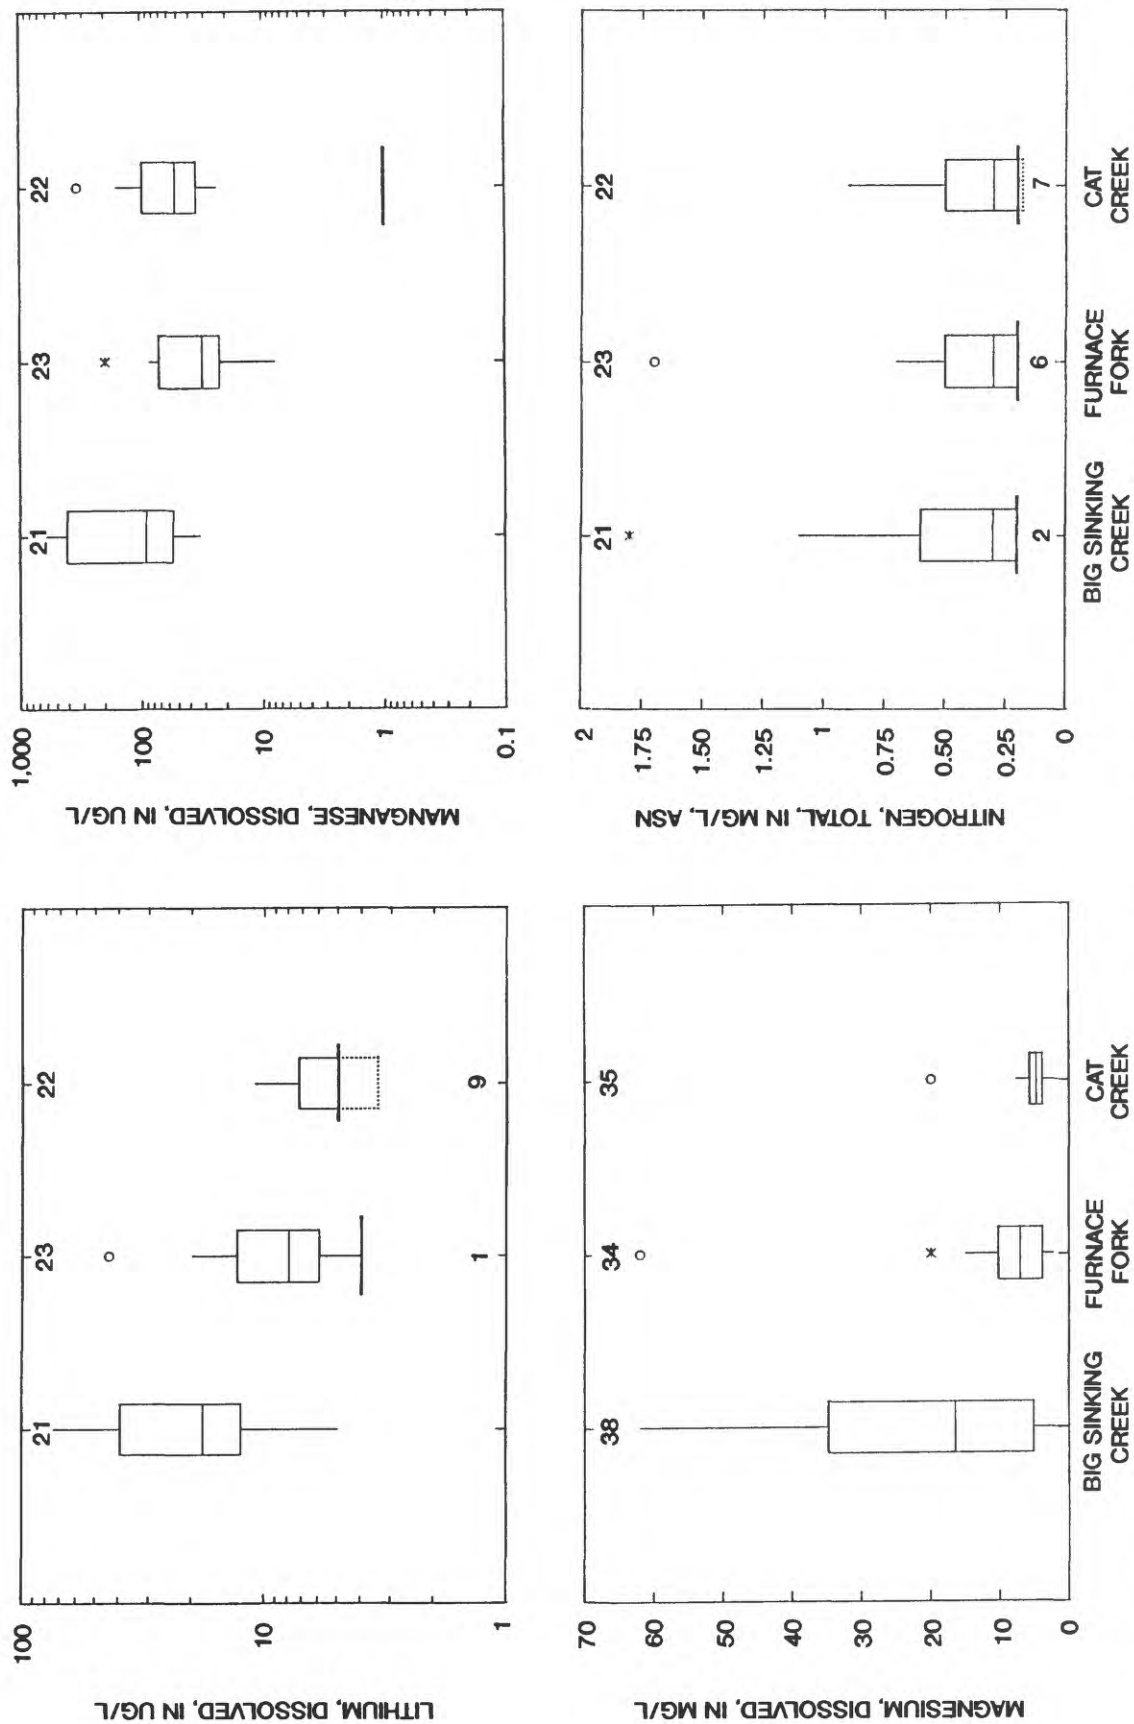 LITHIUM, DISSOLVED, IN UG/L
100
10
1
21
23
22
1
9
MANGANESE, DISSOLVED, IN UG/L
1,000
100
10
1
0.1
21
23
22
MAGNESIUM, DISSOLVED, IN MG/L
70
60
50
40
30
20
10
0
38
34
35
BIG SINKING
CREEK
FURNACE
FORK
CAT
CREEK
NITROGEN, TOTAL, IN MG/L, ASN
2
1.75
1.50
1.25
1
0.75
0.50
0.25
0
21
23
22
2
6
7
BIG SINKING
CREEK
FURNACE
FORK
CAT
CREEK